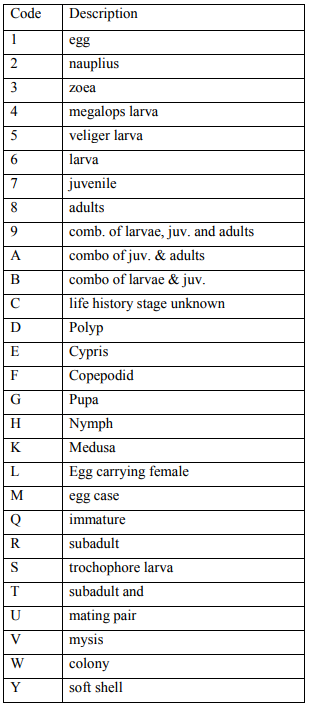 Code Description
1 egg
2 nauplius
3 zoea
4 megalops larva
5 veliger larva
6 larva
7 juvenile
8 adults
9 comb. of larvae, juv. and adults
A combo of juv. & adults
B combo of larvae & juv.
C life history stage unknown
D Polyp
E Cypris
F Copepodid
G Pupa
H Nymph
K Medusa
L Egg carrying female
M egg case
Q immature
R subadult
S trochophore larva
T subadult and
U mating pair
V mysis
W colony
Y soft shell